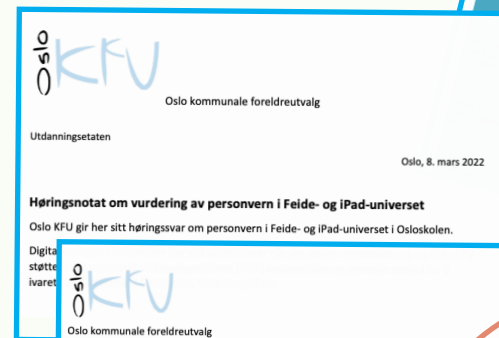 Oslo KFU
Oslo kommunale foreldreutvalg
Utdanningsetaten
Oslo, 8. mars 2022
Høringsnotat om vurdering av personvern i Feide- og iPad-universet
Oslo KFU gir her sitt høringssvar om personvern i Feide- og iPad-universet i Osloskolen.
Digita
støtte
ivaret
Oslo KFU
Oslo kommunale foreldreutvalg